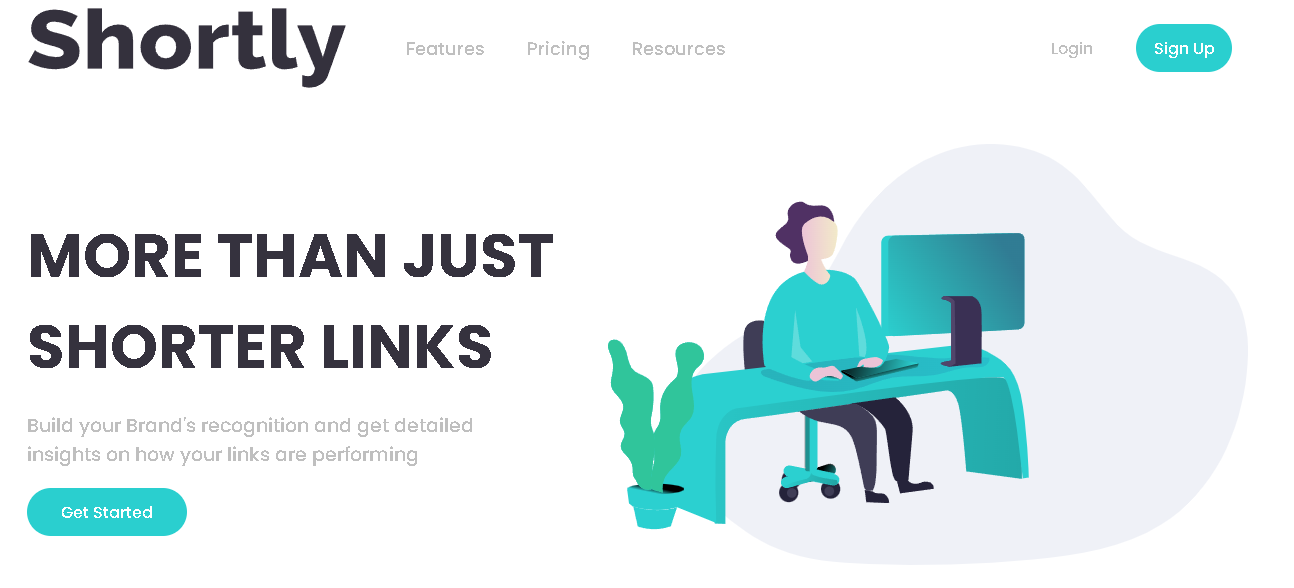 Shortly
Features Pricing Resources
Login
Sign Up
MORE THAN JUST
SHORTER LINKS
Build your Brand's recognition and get detailed
insights on how your links are performing
Get Started